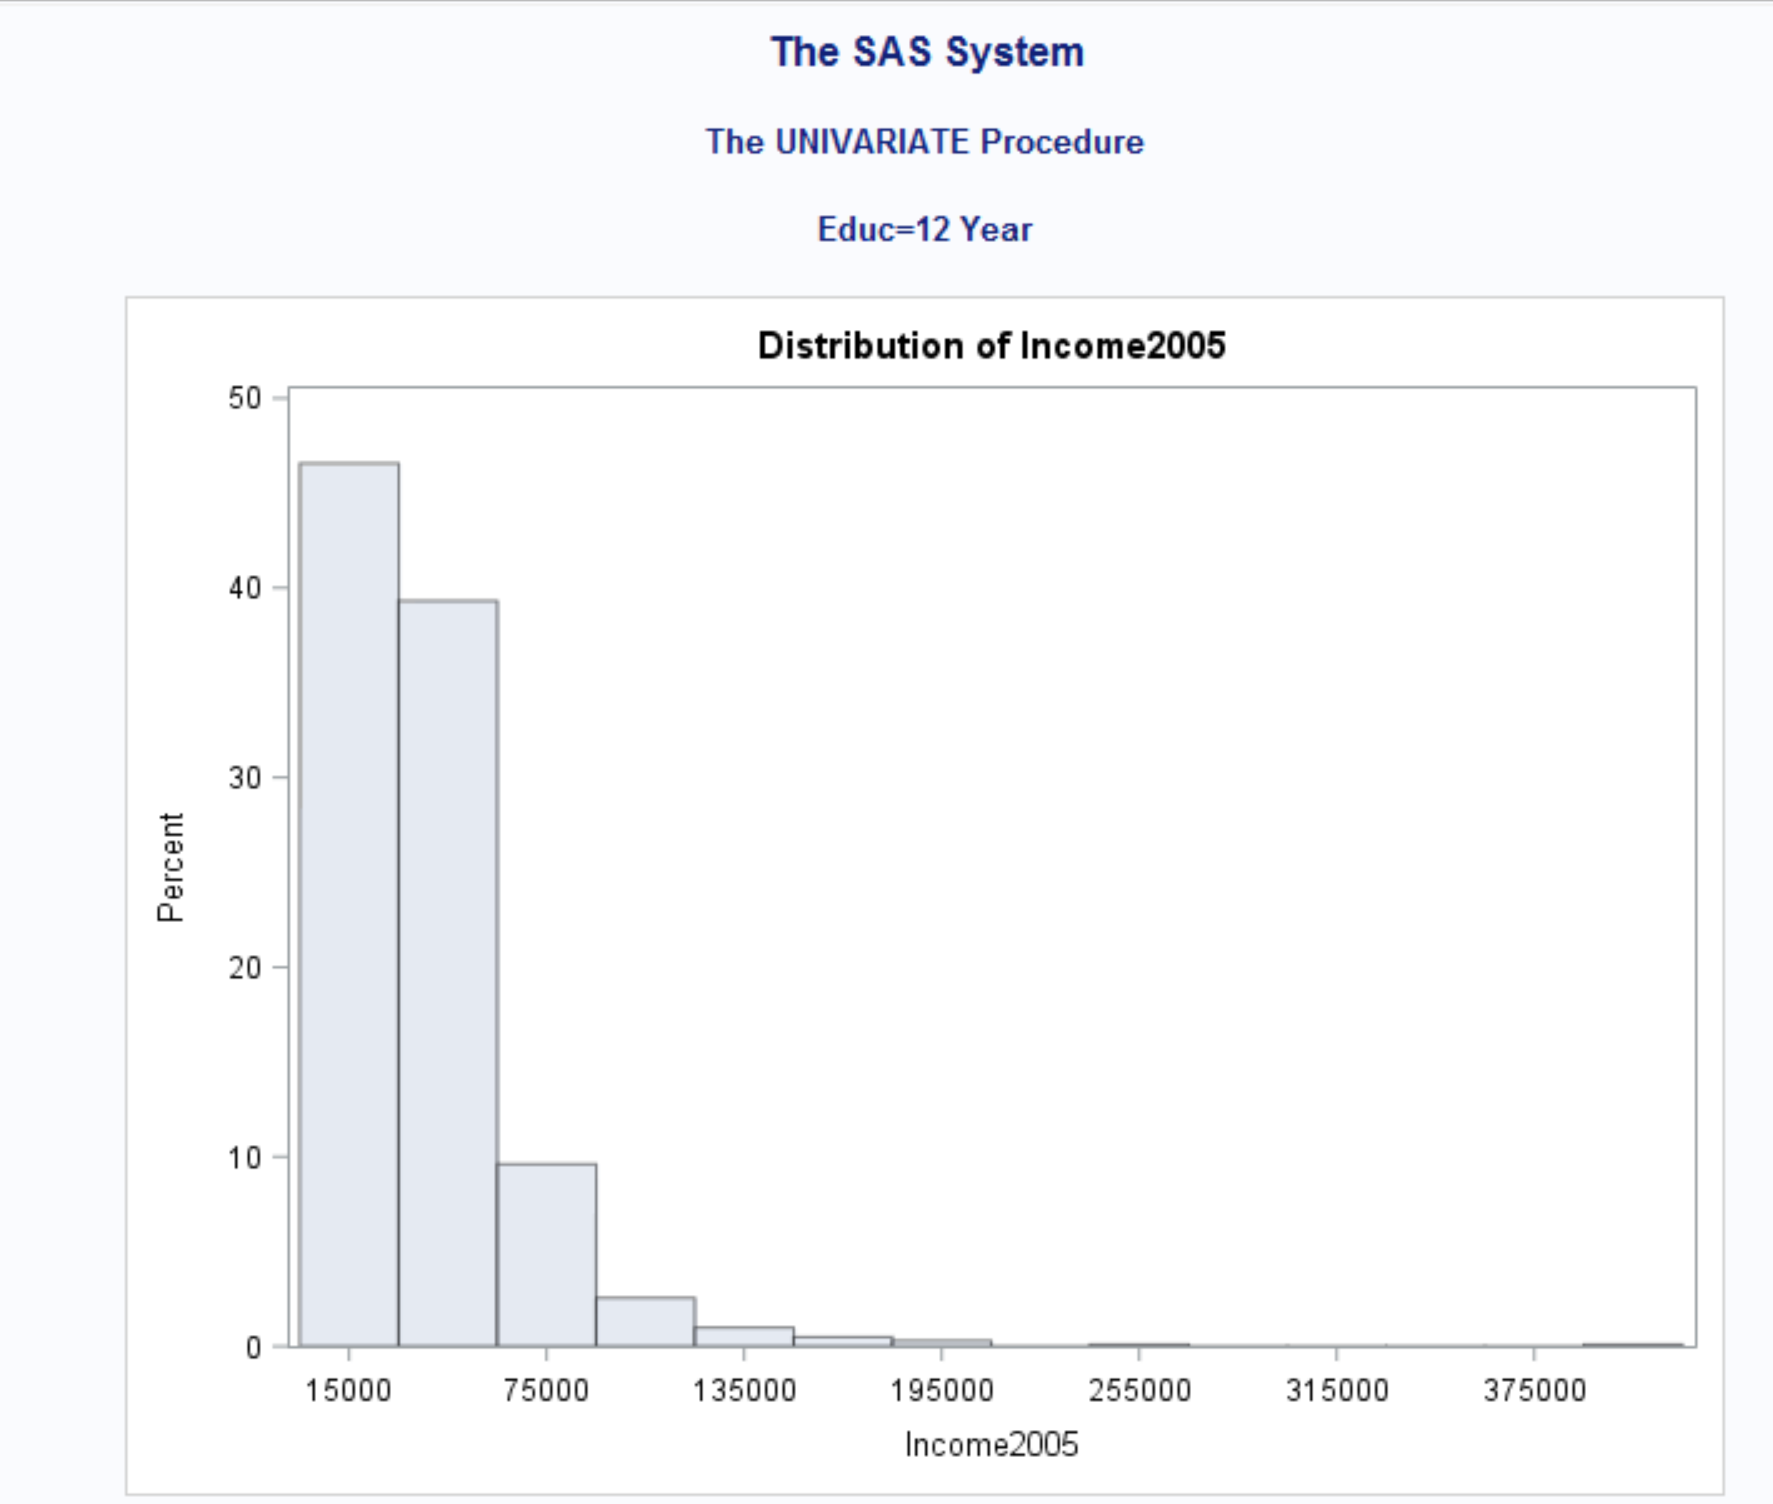 The SAS System
The UNIVARIATE Procedure
Educ=12 Year
Distribution of Income2005
50
40
30
20
10
0
Percent
15000 75000 135000 195000 255000 315000 375000
Income2005